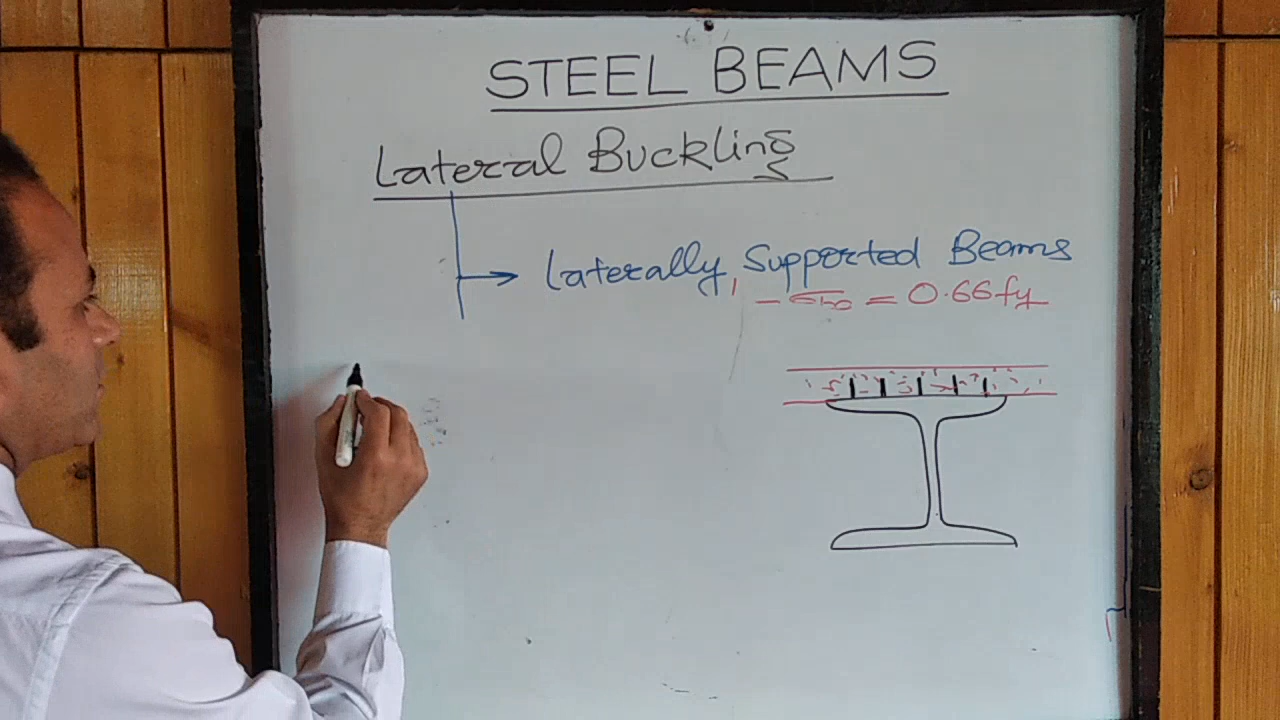 STEEL BEAMS
Lateral Buckling
Laterally Supported Beams
= 0.66fy